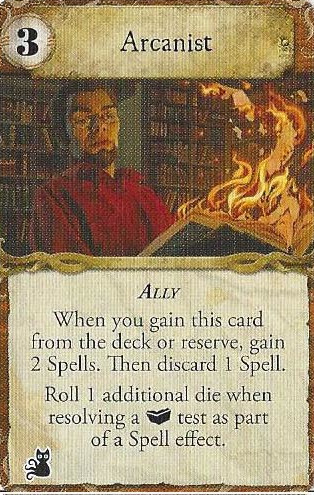 3
Arcanist
ALLY
When you gain this card
from the deck or reserve, gain
2 Spells. Then discard 1 Spell.
Roll 1 additional die when
resolving a test as part
of a Spell effect.